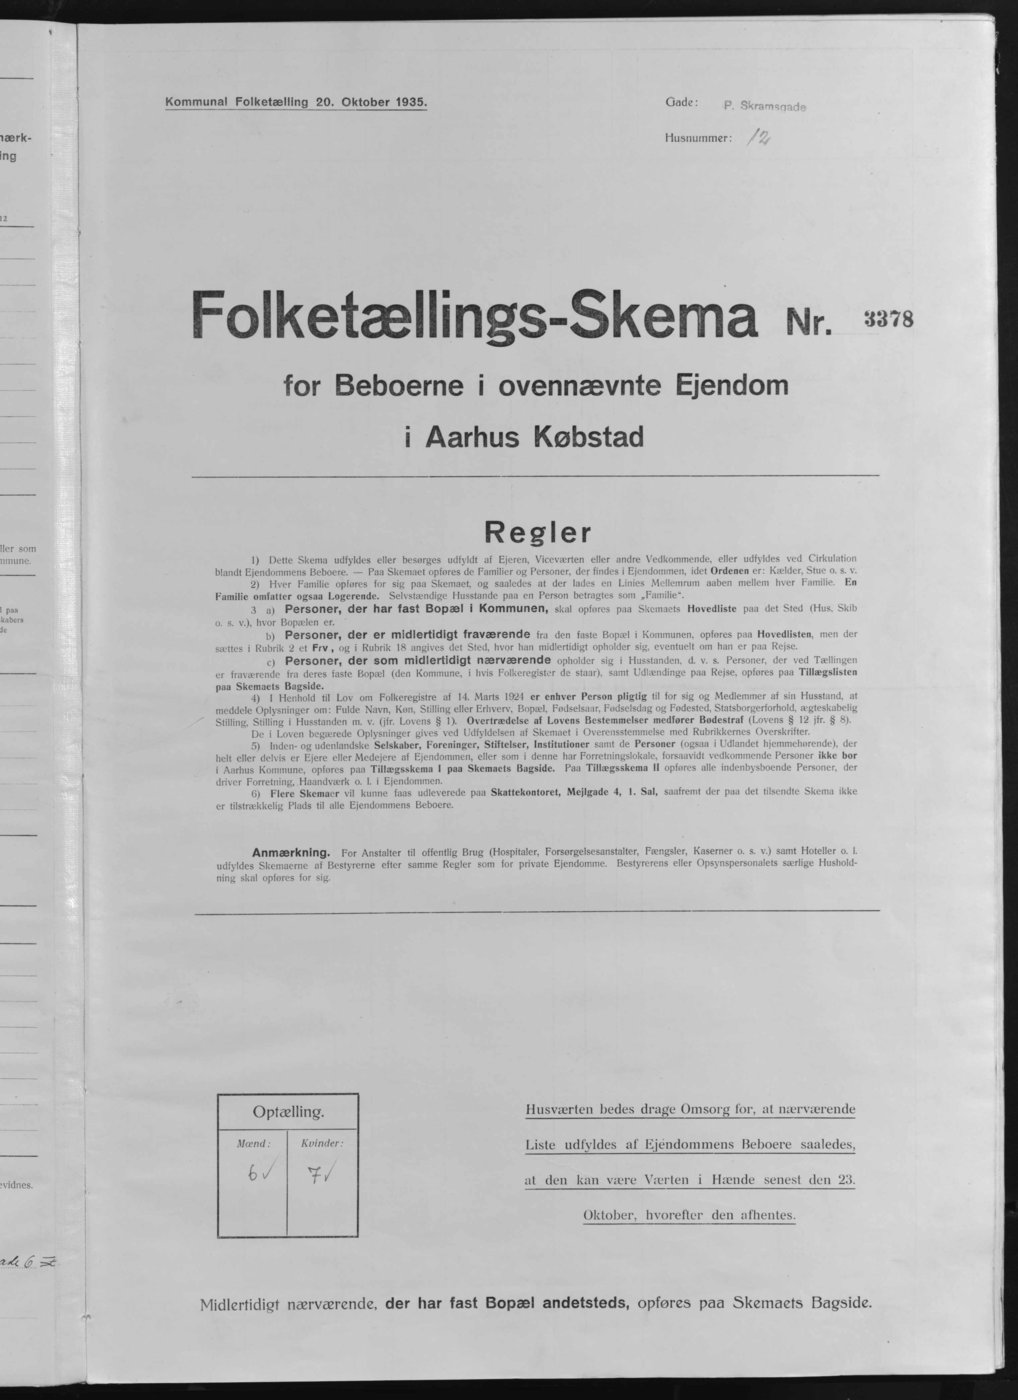 nærk-
ing
12
ller som
mmune.
l paa
skabers
de
evidnes.
Kommunal Folketælling 20. Oktober 1935.
Gade: P. Skramsgade
Husnummer: 12
Folketællings-Skema Nr. 3378
for Beboerne i ovennævnte Ejendom
i Aarhus Købstad
Regler
1) Dette Skema udfyldes eller besørges udfyldt af Ejeren, Viceværten eller andre Vedkommende, eller udfyldes ved Cirkulation
blandt Ejendommens Beboere. — Paa Skemaet opføres de Familier og Personer, der findes i Ejendommen, idet Ordenen er: Kælder, Stue o. s. v.
2) Hver Familie opføres for sig paa Skemaet, og saaledes at der lades en Linies Mellemrum aaben mellem hver Familie. En
Familie omfatter ogsaa Logerende. Selvstændige Husstande paa en Person betragtes som „Familie“.
3 a) Personer, der har fast Bopæl i Kommunen, skal opføres paa Skemaets Hovedliste paa det Sted (Hus, Skib
o. s. v.), hvor Bopælen er.
b) Personer, der er midlertidigt fraværende fra den faste Bopæl i Kommunen, opføres paa Hovedlisten, men der
sættes i Rubrik 2 et Frv., og i Rubrik 18 angives det Sted, hvor han midlertidigt opholder sig, eventuelt om han er paa Rejse.
c) Personer, der som midlertidigt nærværende opholder sig i Husstanden, d. v. s. Personer, der ved Tællingen
er fraværende fra deres faste Bopæl (den Kommune, i hvis Folkeregister de staar), samt Udlændinge paa Rejse, opføres paa Tillægslisten
paa Skemaets Bagside.
4) I Henhold til Lov om Folkeregistre af 14. Marts 1924 er enhver Person pligtig til for sig og Medlemmer af sin Husstand, at
meddele Oplysninger om: Fulde Navn, Køn, Stilling eller Erhverv, Bopæl, Fødselsaar, Fødselsdag og Fødested, Statsborgerforhold, ægteskabelig
Stilling, Stilling i Husstanden m. v. (jfr. Lovens § 1). Overtrædelse af Lovens Bestemmelser medfører Bødestraf (Lovens § 12 jfr. § 8).
De i Loven begærede Oplysninger gives ved Udfyldelsen af Skemaet i Overensstemmelse med Rubrikkernes Overskrifter.
5) Inden- og udenlandske Selskaber, Foreninger, Stiftelser, Institutioner samt de Personer (ogsaa i Udlandet hjemmehørende), der
helt eller delvis er Ejere eller Medejere af Ejendommen, eller som i denne har Forretningslokale, forsaavidt vedkommende Personer ikke bor
i Aarhus Kommune, opføres paa Tillægsskema I paa Skemaets Bagside. Paa Tillægsskema II opføres alle indenbysboende Personer, der
driver Forretning, Haandværk o. l. i Ejendommen.
6) Flere Skemaer vil kunne faas udleverede paa Skattekontoret, Mejlgade 4, 1. Sal, saafremt der paa det tilsendte Skema ikke
er tilstrækkelig Plads til alle Ejendommens Beboere.
Anmærkning. For Anstalter til offentlig Brug (Hospitaler, Forsørgelsesanstalter, Fængsler, Kaserner o. s. v.) samt Hoteller o. l.
udfyldes Skemaerne af Bestyrerne efter samme Regler som for private Ejendomme. Bestyrerens eller Opsynspersonalets særlige Hushold-
ning skal opføres for sig.
Optælling.
Mænd: Kvinder:
6 ✓ 7 ✓
Husværten bedes drage Omsorg for, at nærværende
Liste udfyldes af Ejendommens Beboere saaledes,
at den kan være Værten i Hænde senest den 23.
Oktober, hvorefter den afhentes.
Midlertidigt nærværende, der har fast Bopæl andetsteds, opføres paa Skemaets Bagside.